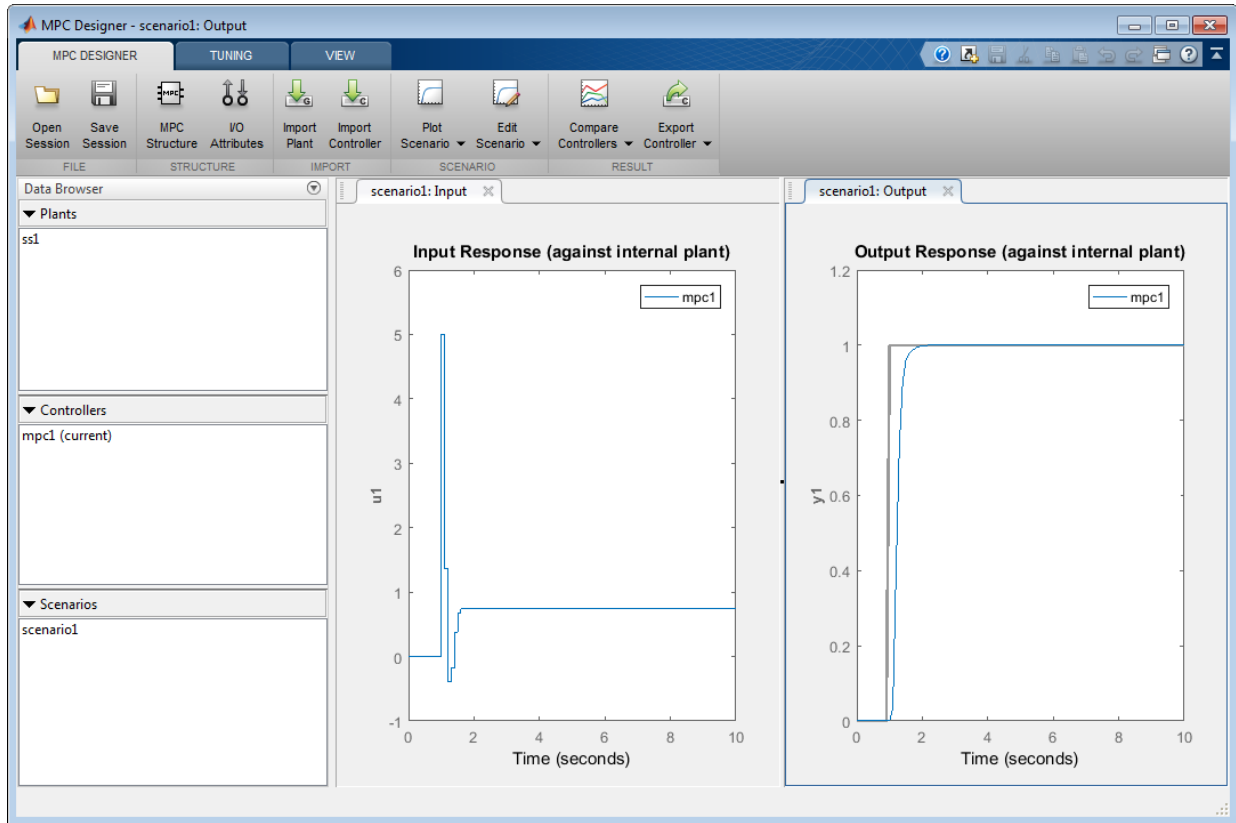 MPC Designer - scenario1: Output
MPC DESIGNER TUNING VIEW
MPC G C C
Open Session Save Session MPC Structure I/O Attributes Import Plant Import Controller Plot Scenario Edit Scenario Compare Controllers Export Controller
FILE STRUCTURE IMPORT SCENARIO RESULT
Data Browser
Plants
ss1
Controllers
mpc1 (current)
Scenarios
scenario1
scenario1: Input
Input Response (against internal plant)
mpc1
6
5
4
3
2
1
0
-1
u1
0 2 4 6 8 10
Time (seconds)
scenario1: Output
Output Response (against internal plant)
mpc1
1.2
1
0.8
0.6
0.4
0.2
0
y1
0 2 4 6 8 10
Time (seconds)